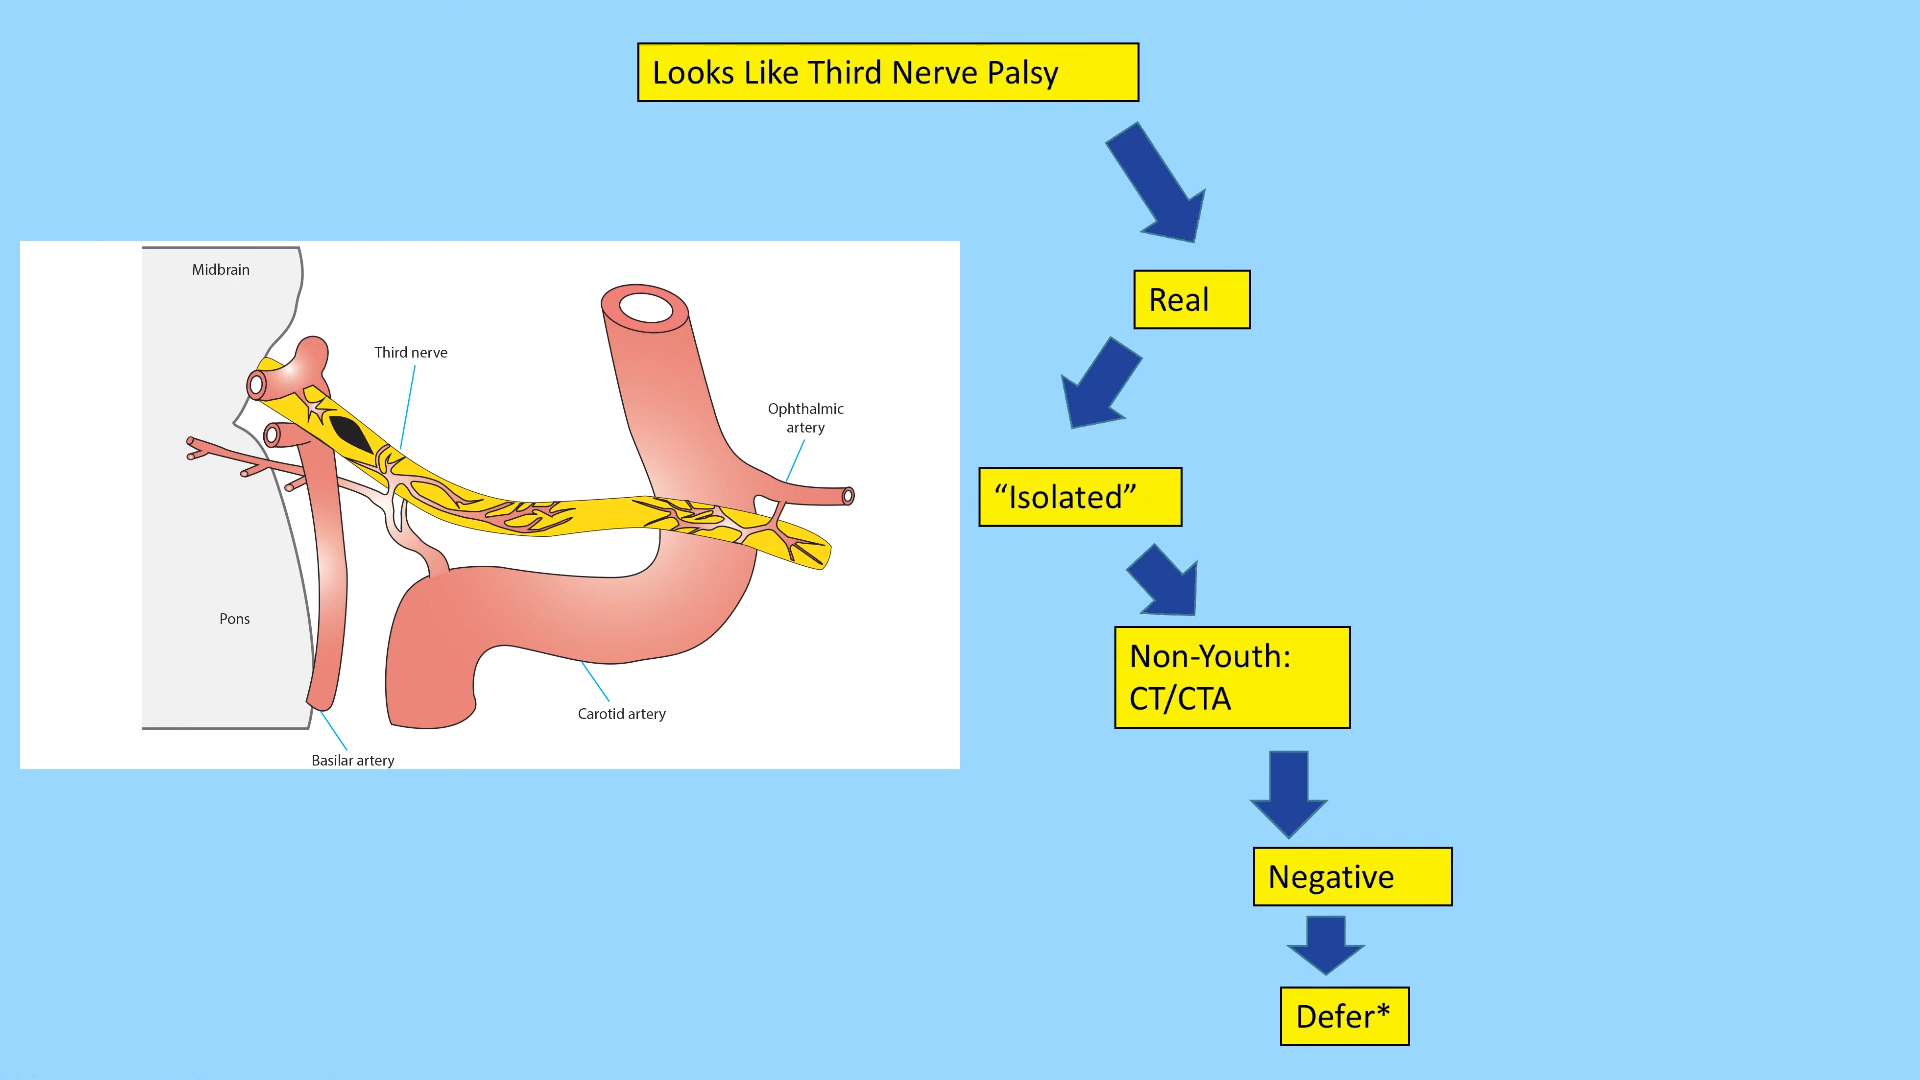 Looks Like Third Nerve Palsy
Midbrain
Third nerve
Ophthalmic
artery
Pons
Carotid artery
Basilar artery
Real
“Isolated”
Non-Youth:
CT/CTA
Negative
Defer*